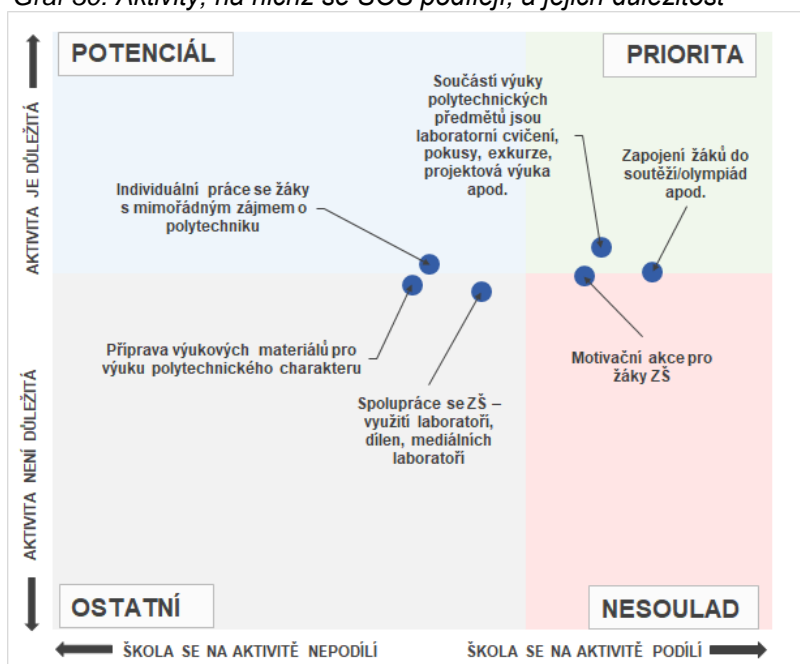 Graf 89: Aktivity, na nichž se SOŠ podílejí, a jejich důležitost
POTENCIÁL
PRIORITA
Součástí výuky
polytechnických
předmětů jsou
laboratorní cvičení,
pokusy, exkurze,
projektová výuka
apod.
Zapojení žáků do
soutěží/olympiád
apod.
Individuální práce se žáky
s mimořádným zájmem o
polytechniku
Příprava výukových materiálů pro
výuku polytechnického charakteru
Spolupráce se ZŠ –
využití laboratoří,
dílen, mediálních
laboratoří
Motivační akce pro
žáky ZŠ
AKTIVITA JE DŮLEŽITÁ
AKTIVITA NENÍ DŮLEŽITÁ
OSTATNÍ
NESOULAD
ŠKOLA SE NA AKTIVITĚ NEPODÍLÍ
ŠKOLA SE NA AKTIVITĚ PODÍLÍ